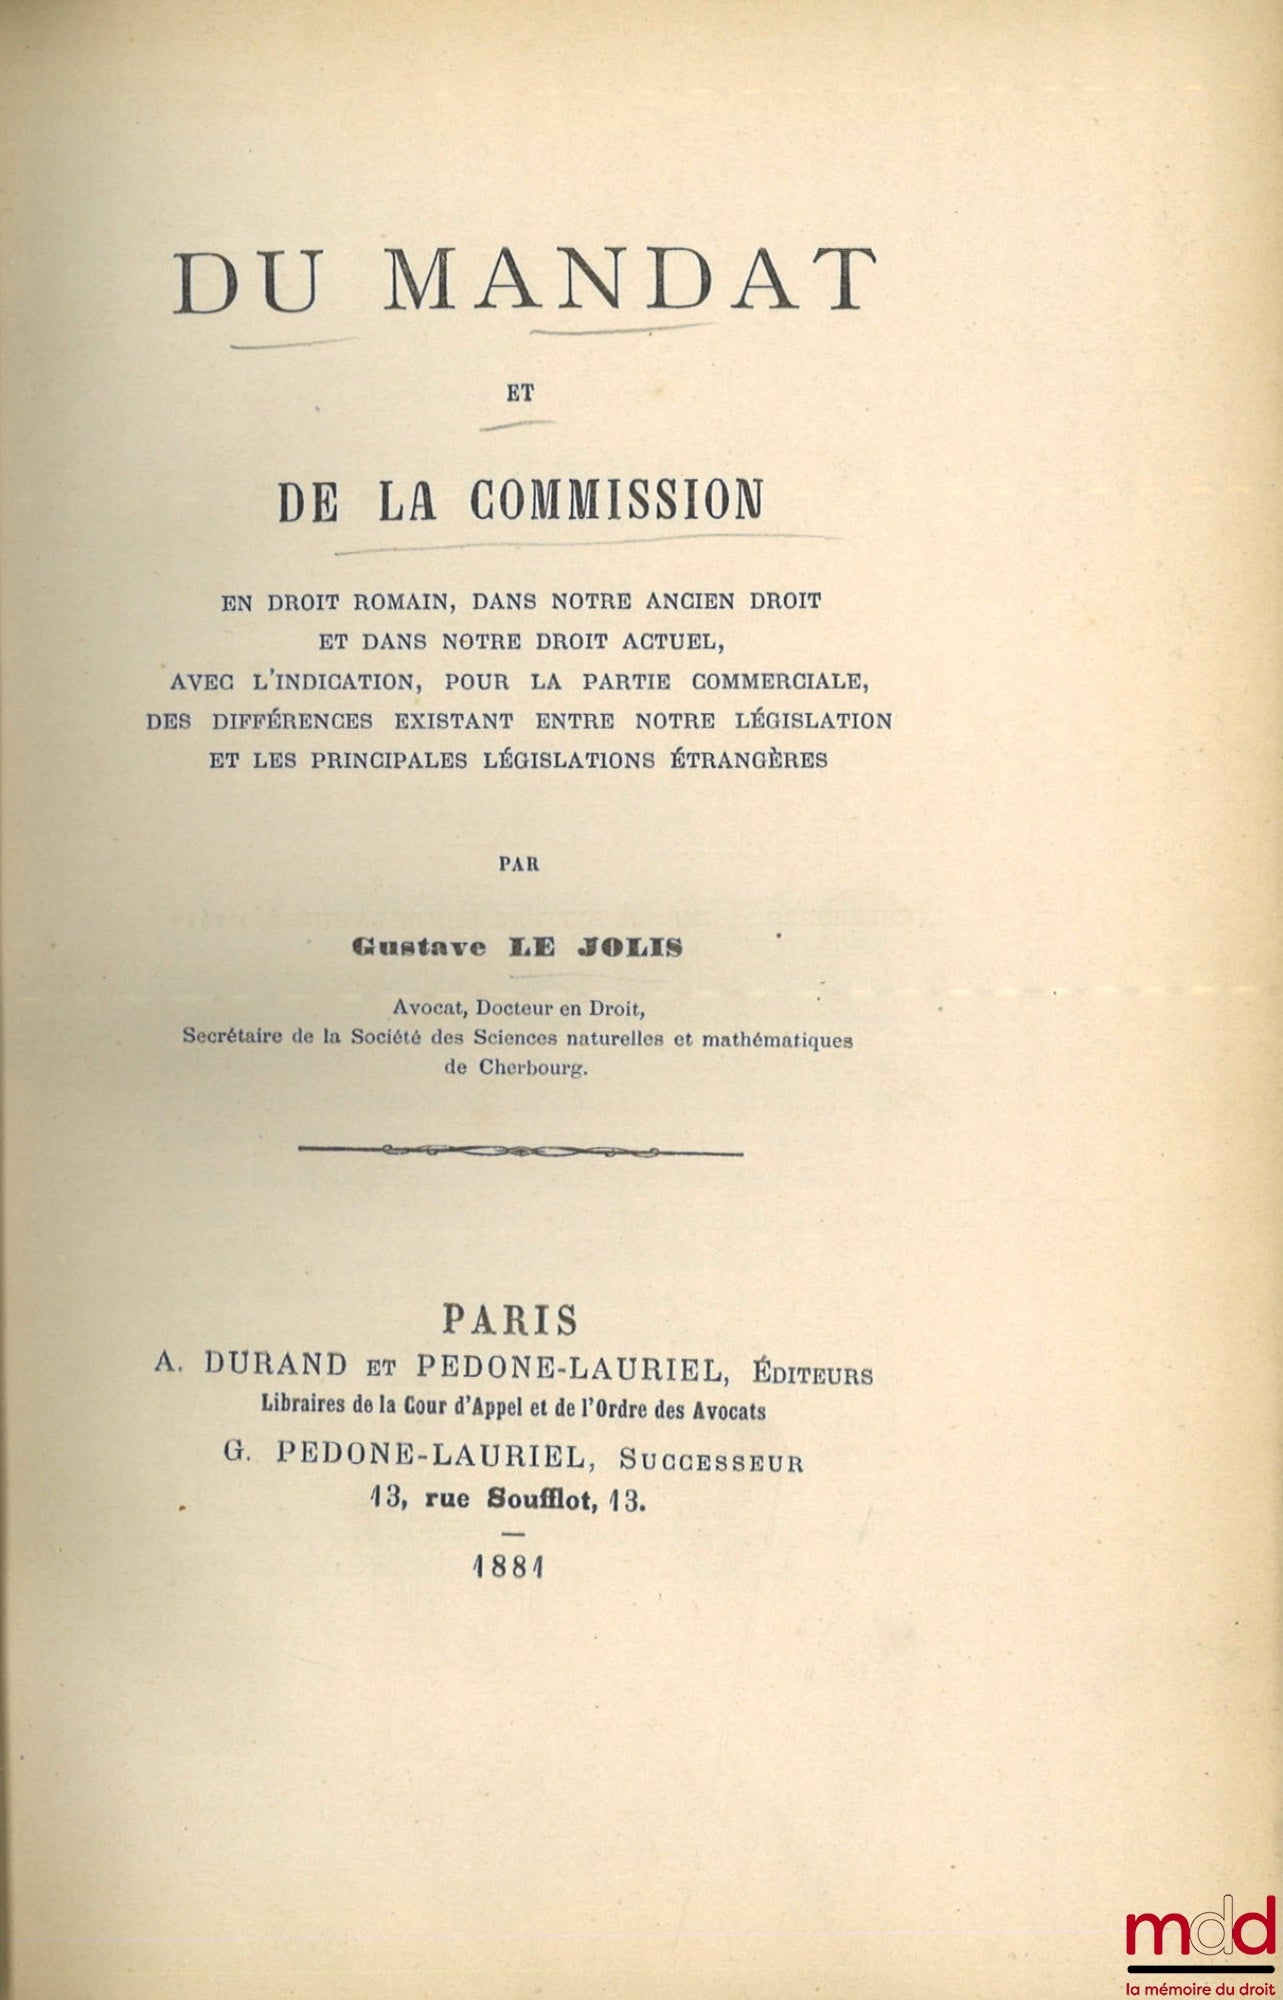 DU MANDAT
ET
DE LA COMMISSION
EN DROIT ROMAIN, DANS NOTRE ANCIEN DROIT
ET DANS NOTRE DROIT ACTUEL,
AVEC L'INDICATION, POUR LA PARTIE COMMERCIALE,
DES DIFFÉRENCES EXISTANT ENTRE NOTRE LÉGISLATION
ET LES PRINCIPALES LÉGISLATIONS ÉTRANGÈRES
PAR
Gustave LE JOLIS
Avocat, Docteur en Droit,
Secrétaire de la Société des Sciences naturelles et mathématiques
de Cherbourg.
PARIS
A. DURAND ET PEDONE-LAURIEL, ÉDITEURS
Libraires de la Cour d'Appel et de l'Ordre des Avocats
G. PEDONE-LAURIEL, SUCCESSEUR
13, rue Soufflot, 13.
1881
mdd
la mémoire du droit